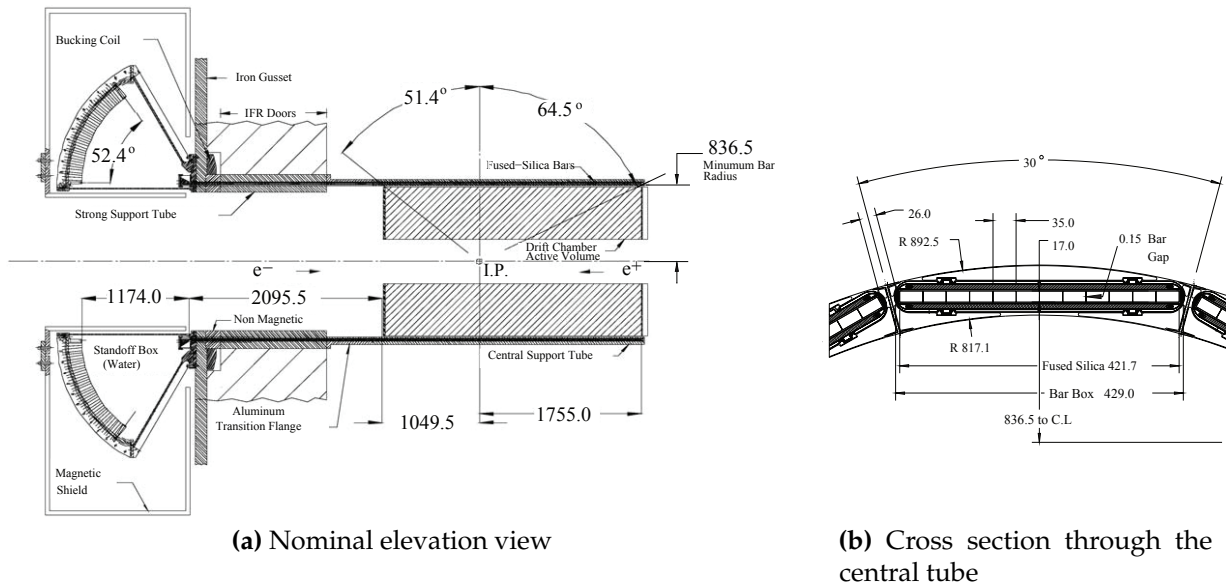 Bucking Coil
Iron Gusset
IFR Doors
51.4 o
64.5 o
52.4 o
Fused-Silica Bars
836.5
Minumum Bar
Radius
Strong Support Tube
Drift Chamber
Active Volume
e−
I.P.
e+
1174.0
2095.5
Non Magnetic
Standoff Box
(Water)
Central Support Tube
Aluminum
Transition Flange
1049.5
1755.0
Magnetic
Shield
(a) Nominal elevation view
30°
26.0
35.0
R 892.5
17.0
0.15 Bar
Gap
R 817.1
Fused Silica 421.7
Bar Box 429.0
836.5 to C.L
(b) Cross section through the
central tube